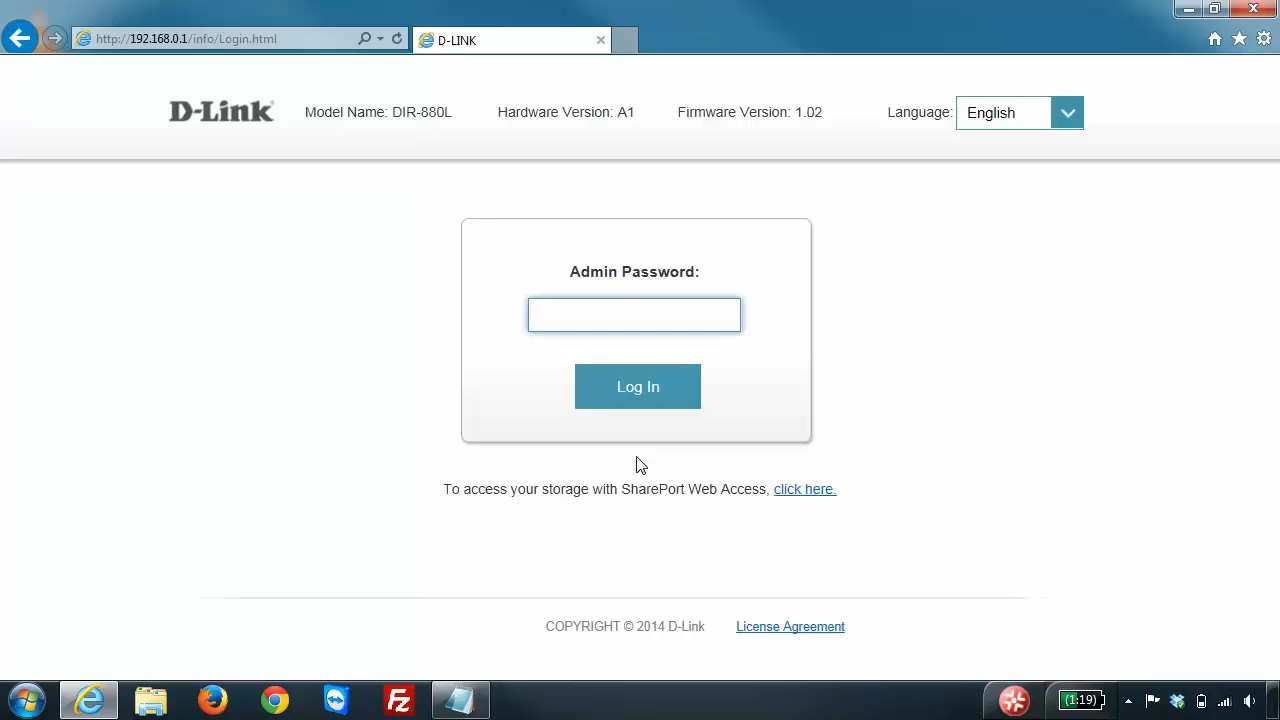 http://192.168.0.1/info/Login.html
D-LINK
D-Link
Model Name: DIR-880L
Hardware Version: A1
Firmware Version: 1.02
Language:
English
Admin Password:
Log In
To access your storage with SharePort Web Access, click here.
COPYRIGHT © 2014 D-Link
License Agreement
Fz
(1:19)